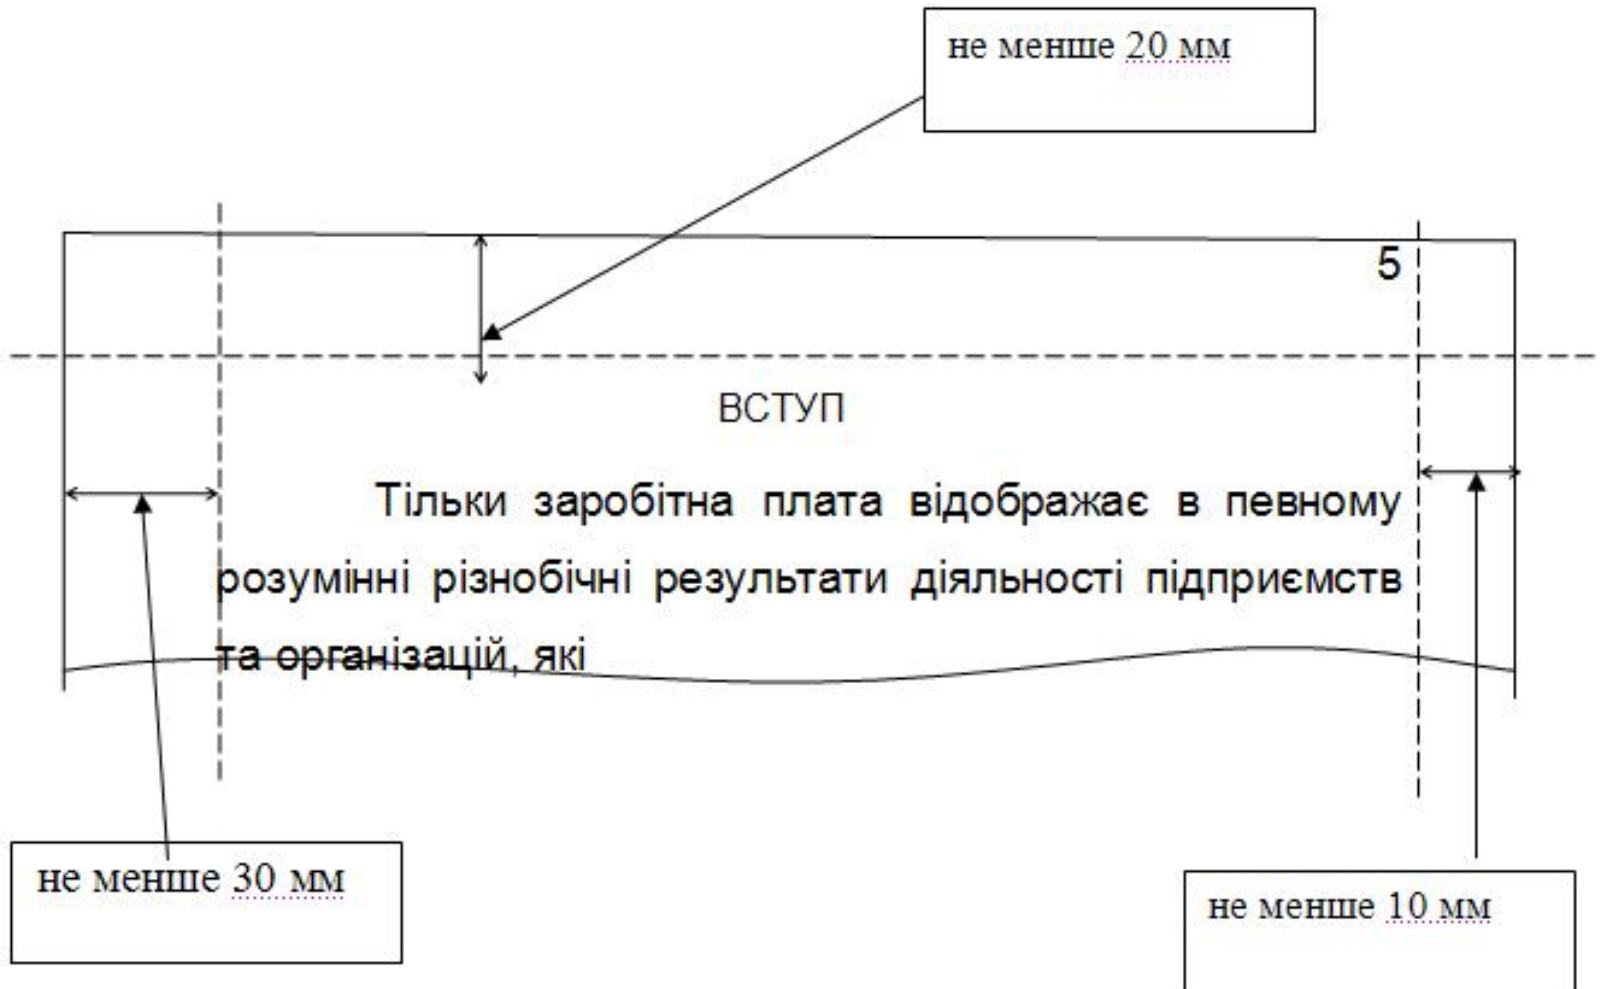 не менше 20 мм
5
ВСТУП
Тільки заробітна плата відображає в певному
розумінні різнобічні результати діяльності підприємств
та організацій, які
не менше 30 мм
не менше 10 мм